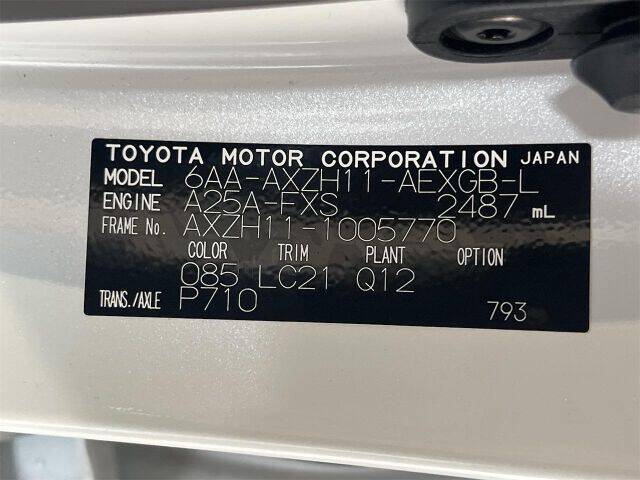 TOYOTA MOTOR CORPORATION JAPAN
MODEL 6AA-AXZH11-AEXGB-L
ENGINE A25A-FXS 2487 mL
FRAME No. AXZH11-1005770
COLOR TRIM PLANT OPTION
085 LC21 Q12
TRANS./AXLE P710
793